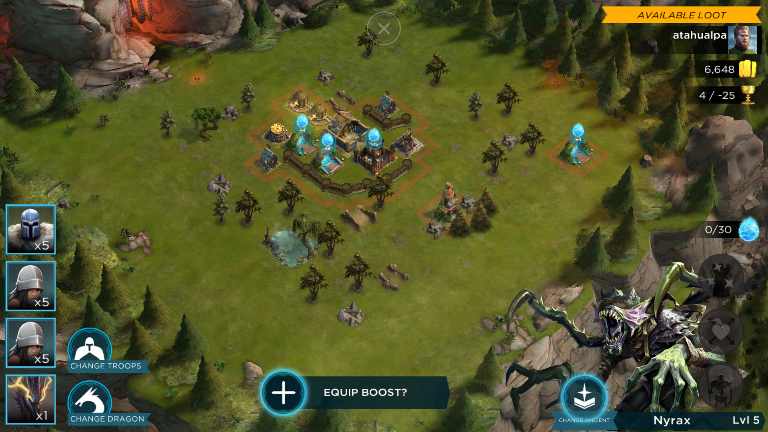 AVAILABLE LOOT
atahualpa
6,648
4 / -25
0/30
x5
x5
x5
x1
CHANGE TROOPS
CHANGE DRAGON
EQUIP BOOST?
CHANGE ANCIENT
Nyrax Lvl 5